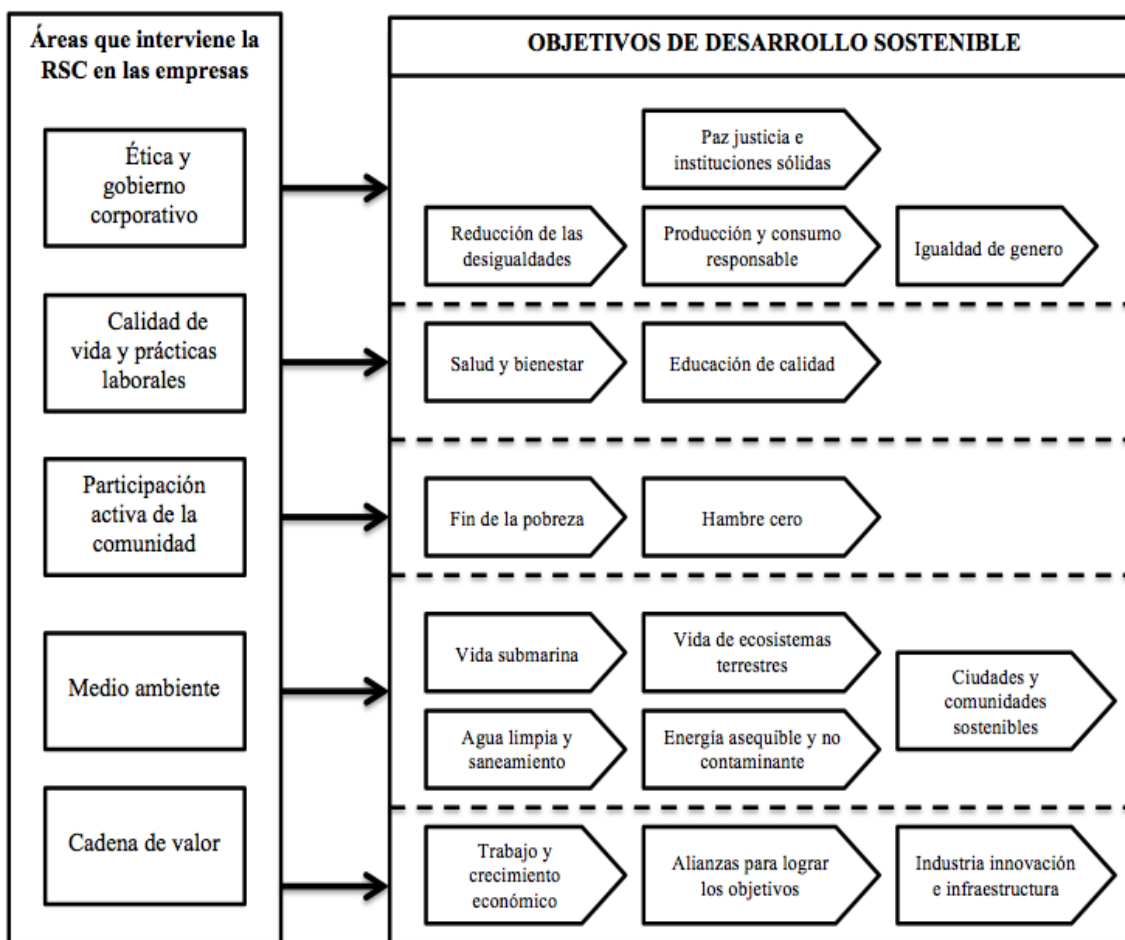 Áreas que interviene la
RSC en las empresas
OBJETIVOS DE DESARROLLO SOSTENIBLE
Ética y
gobierno
corporativo
Paz justicia e
instituciones sólidas
Reducción de las
desigualdades
Producción y consumo
responsable
Igualdad de genero
Calidad de
vida y prácticas
laborales
Salud y bienestar
Educación de calidad
Participación
activa de la
comunidad
Fin de la pobreza
Hambre cero
Medio ambiente
Vida submarina
Vida de ecosistemas
terrestres
Ciudades y
comunidades
sostenibles
Agua limpia y
saneamiento
Energía asequible y no
contaminante
Cadena de valor
Trabajo y
crecimiento
económico
Alianzas para lograr
los objetivos
Industria innovación
e infraestructura